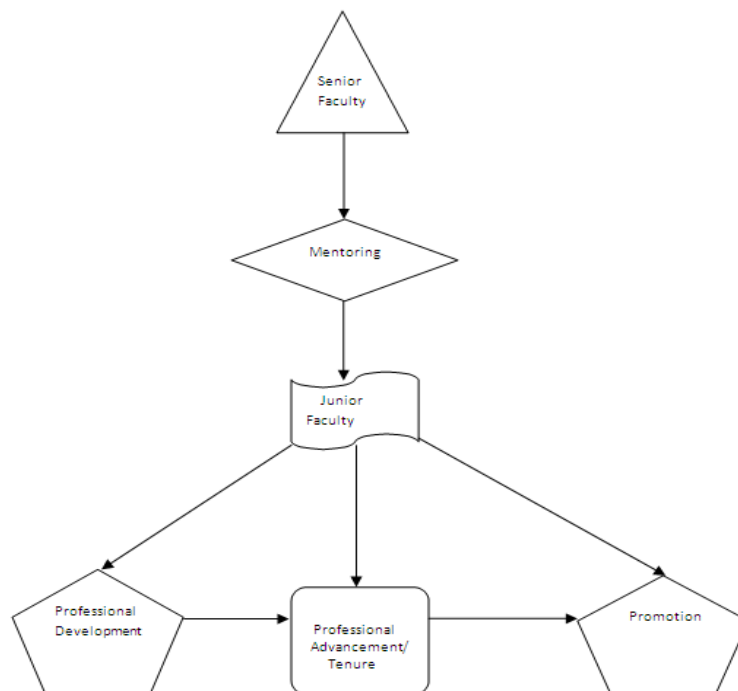 Senior
Faculty
Mentoring
Junior
Faculty
Professional
Development
Professional
Advancement/
Tenure
Promotion